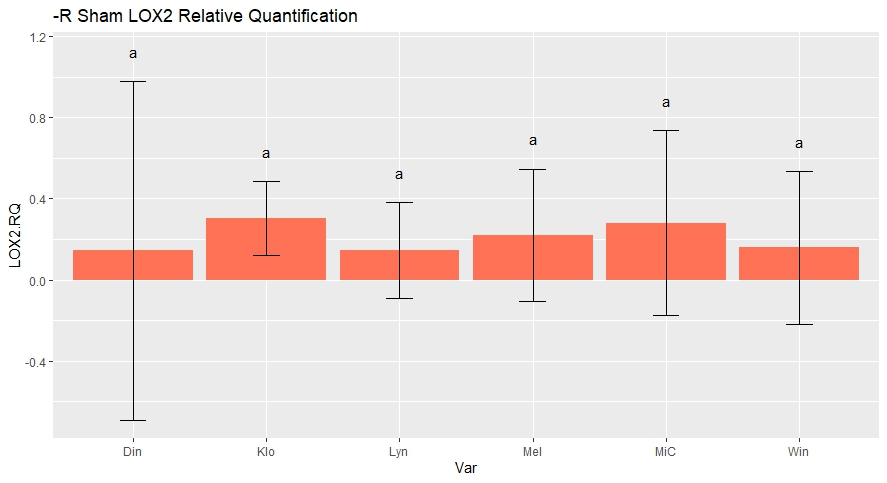 -R Sham LOX2 Relative Quantification
1.2
0.8
0.4
0.0
-0.4
LOX2.RQ
a
a
a
a
a
a
Din
Klo
Lyn
Mel
MiC
Win
Var